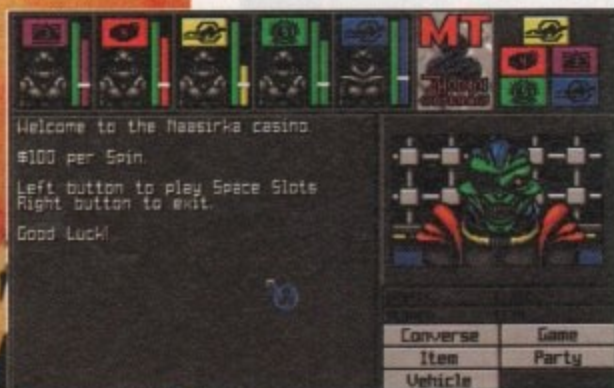 MT
Welcome to the Naasirka casino
$100 per Spin.
Left button to play Space Slots
Right button to exit.
Good Luck!
Converse Game
Item Party
Vehicle